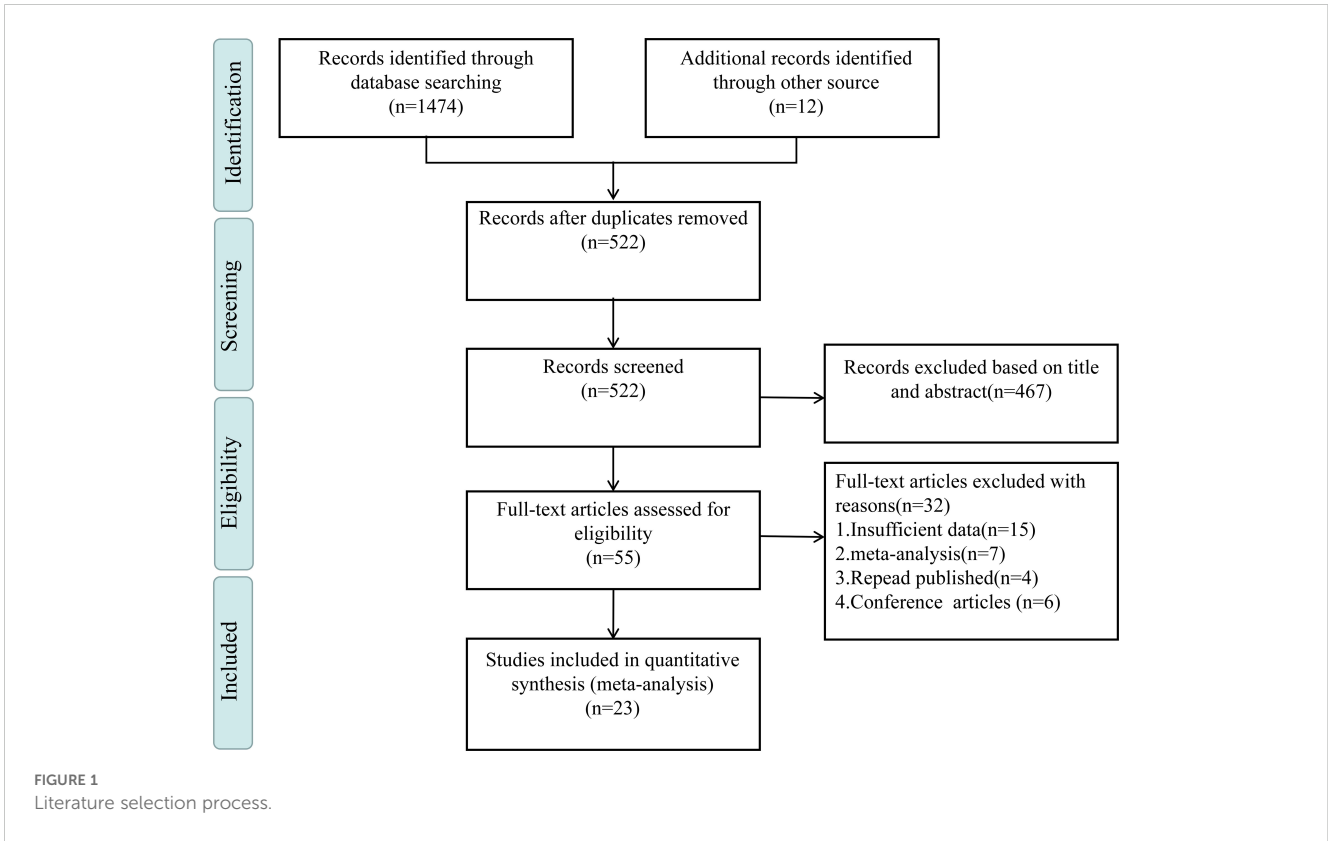 Identification
Records identified through
database searching
(n=1474)
Additional records identified
through other source
(n=12)
Screening
Records after duplicates removed
(n=522)
Records screened
(n=522)
Records excluded based on title
and abstract(n=467)
Eligibility
Full-text articles assessed for
eligibility
(n=55)
Full-text articles excluded with
reasons(n=32)
1.Insufficient data(n=15)
2.meta-analysis(n=7)
3.Repead published(n=4)
4.Conference articles (n=6)
Included
Studies included in quantitative
synthesis (meta-analysis)
(n=23)
FIGURE 1
Literature selection process.